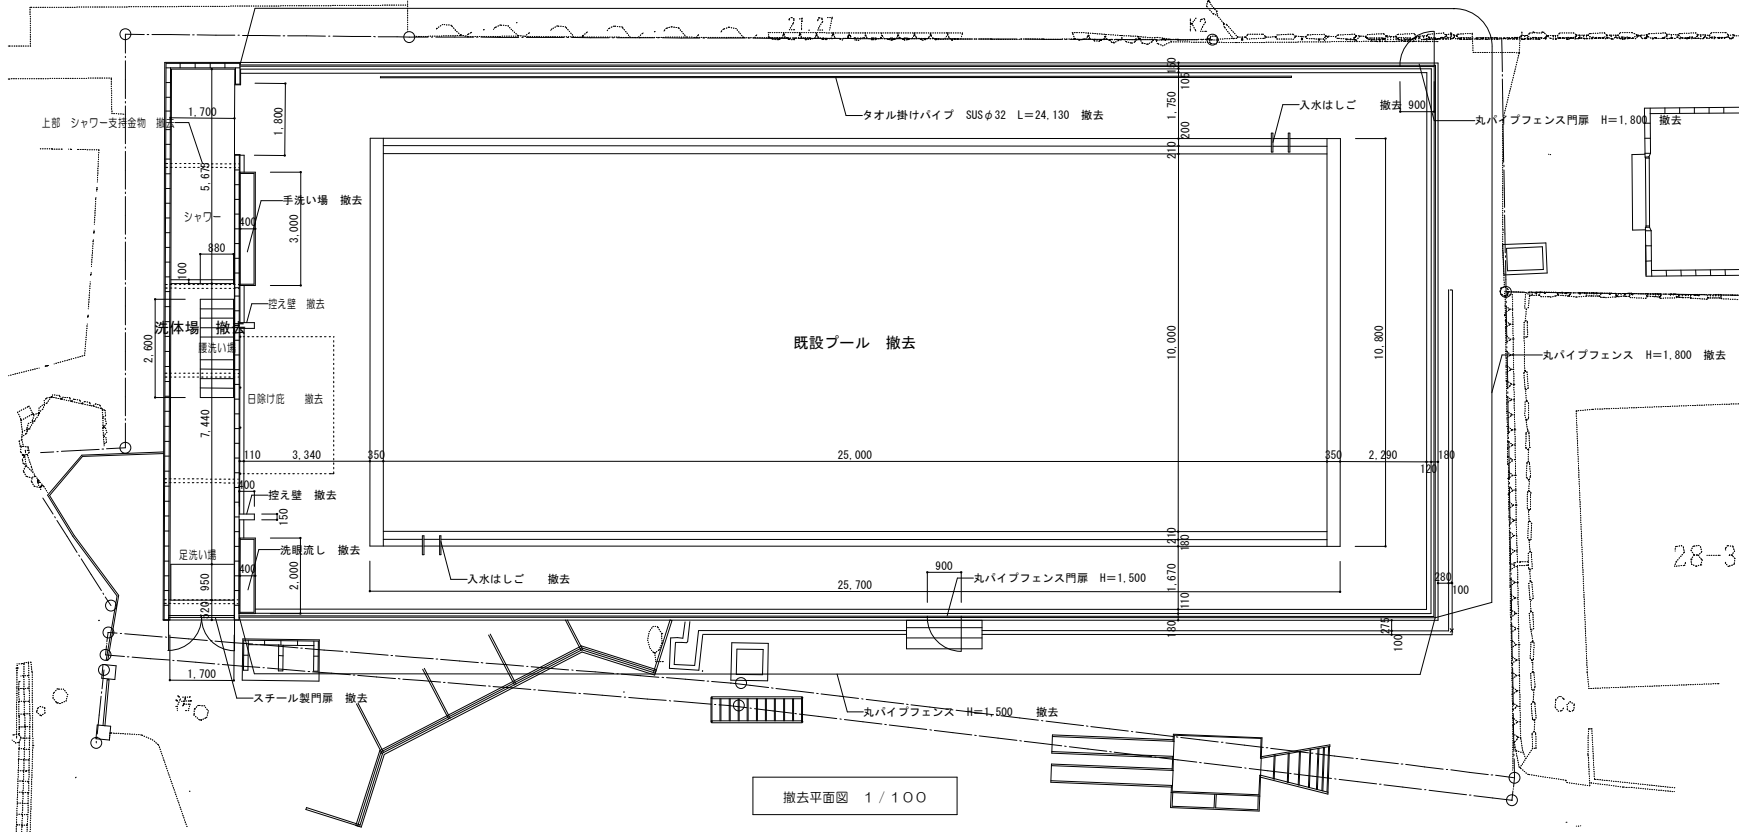 21.27
K2
1,700
1,800
上部 シャワー支持金物 撤去
タオル掛けパイプ SUSφ32 L=24.130 撤去
150
105
1,750
200
210
入水はしご 撤去
900
丸パイプフェンス門扉 H=1.800 撤去
5,675
手洗い場 撤去
シャワー
400
3,000
880
100
控え壁 撤去
洗体場 撤去
2,600
腰洗い場
既設プール 撤去
10,000
10,800
丸パイプフェンス H=1.800 撤去
日除け庇 撤去
7,440
110
3,340
350
25,000
350
2,290
120
180
400
控え壁 撤去
150
足洗い場
洗眼流し 撤去
400
2,000
950
520
入水はしご 撤去
25,700
900
丸パイプフェンス門扉 H=1.500
210
180
1,670
110
180
280
100
275
100
28-3
1,700
スチール製門扉 撤去
丸パイプフェンス H=1.500 撤去
Co
撤去平面図 1/100